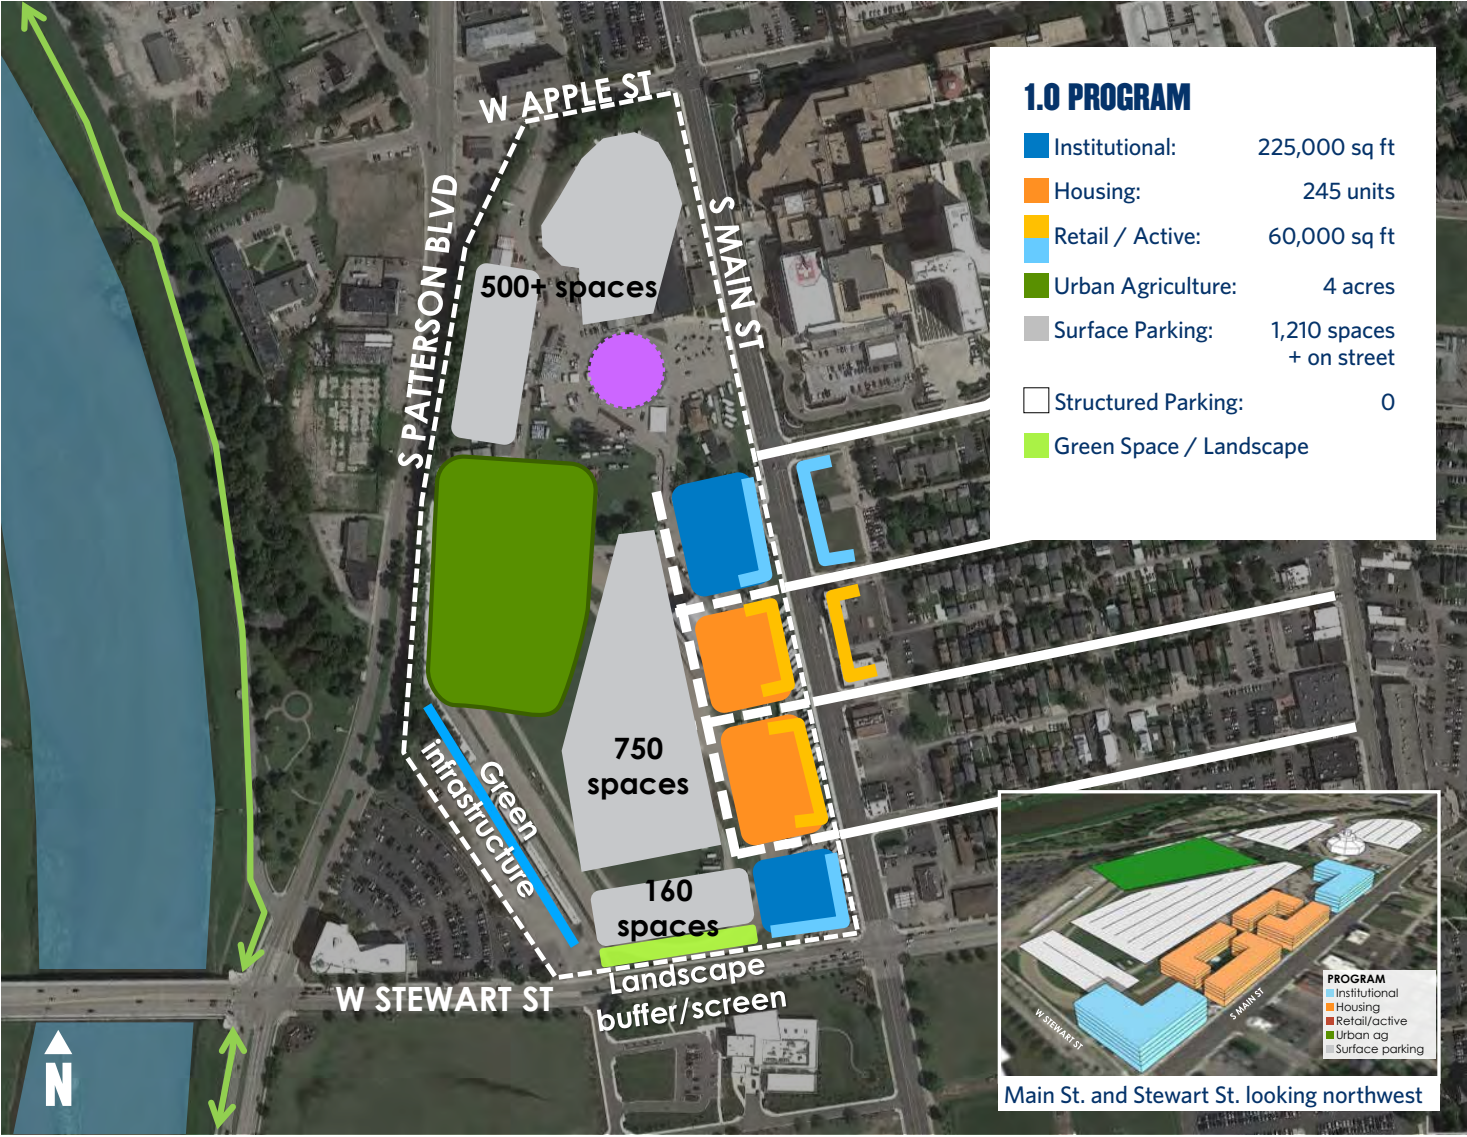 W APPLE ST
S PATTERSON BLVD
S MAIN ST
500+ spaces
750
spaces
160
spaces
Green
infrastructure
Landscape
buffer/screen
W STEWART ST
N
1.0 PROGRAM
Institutional: 225,000 sq ft
Housing: 245 units
Retail / Active: 60,000 sq ft
Urban Agriculture: 4 acres
Surface Parking: 1,210 spaces
+ on street
Structured Parking: 0
Green Space / Landscape
W STEWART ST
S MAIN ST
PROGRAM
Institutional
Housing
Retail/active
Urban ag
Surface parking
Main St. and Stewart St. looking northwest